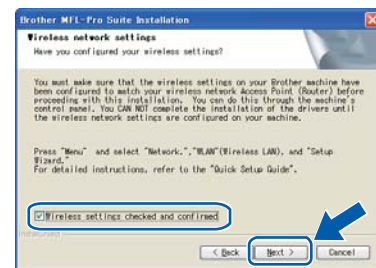 Brother MFL-Pro Suite Installation
Wireless network settings
Have you configured your wireless settings?
You must make sure that the wireless settings on your Brother machine have
been configured to match your wireless network Access Point (Router) before
proceeding with this installation. You can do this through the machine's
control panel. You CAN NOT complete the installation of the drivers until
the wireless network settings are configured on your machine.
Press "Menu" and select "Network.","WLAN"(Wireless LAN), and "Setup
Wizard."
For detailed instructions, refer to the "Quick Setup Guide".
Wireless settings checked and confirmed
< Back Next > Cancel